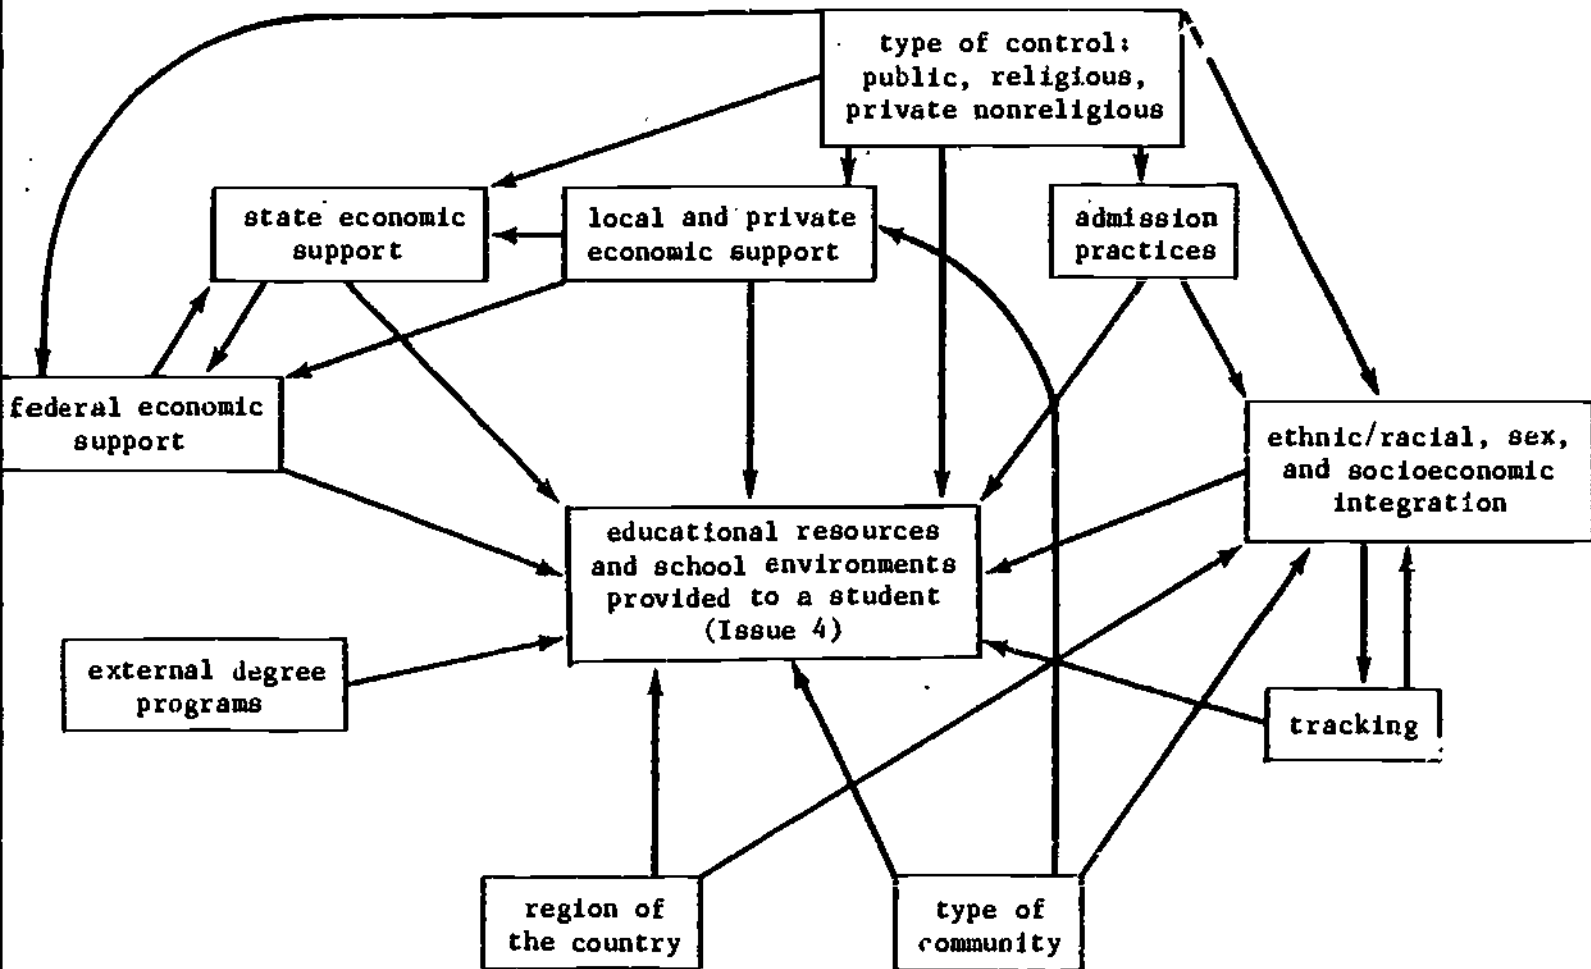 type of control:
public, religious,
private nonreligious
state economic
support
local and private
economic support
admission
practices
federal economic
support
ethnic/racial, sex,
and socioeconomic
integration
educational resources
and school environments
provided to a student
(Issue 4)
external degree
programs
tracking
region of
the country
type of
community